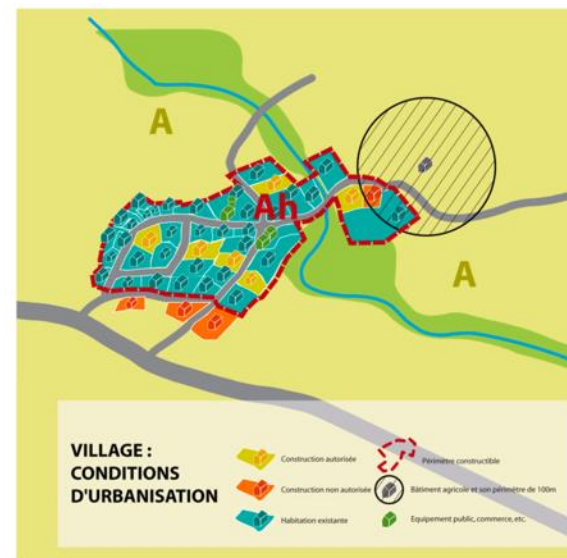 A
Ah
A
VILLAGE :
CONDITIONS
D'URBANISATION
Construction autorisée
Construction non autorisée
Habitation existante
Périmètre constructible
Bâtiment agricole et son périmètre de 100m
Equipement public, commerce, etc.